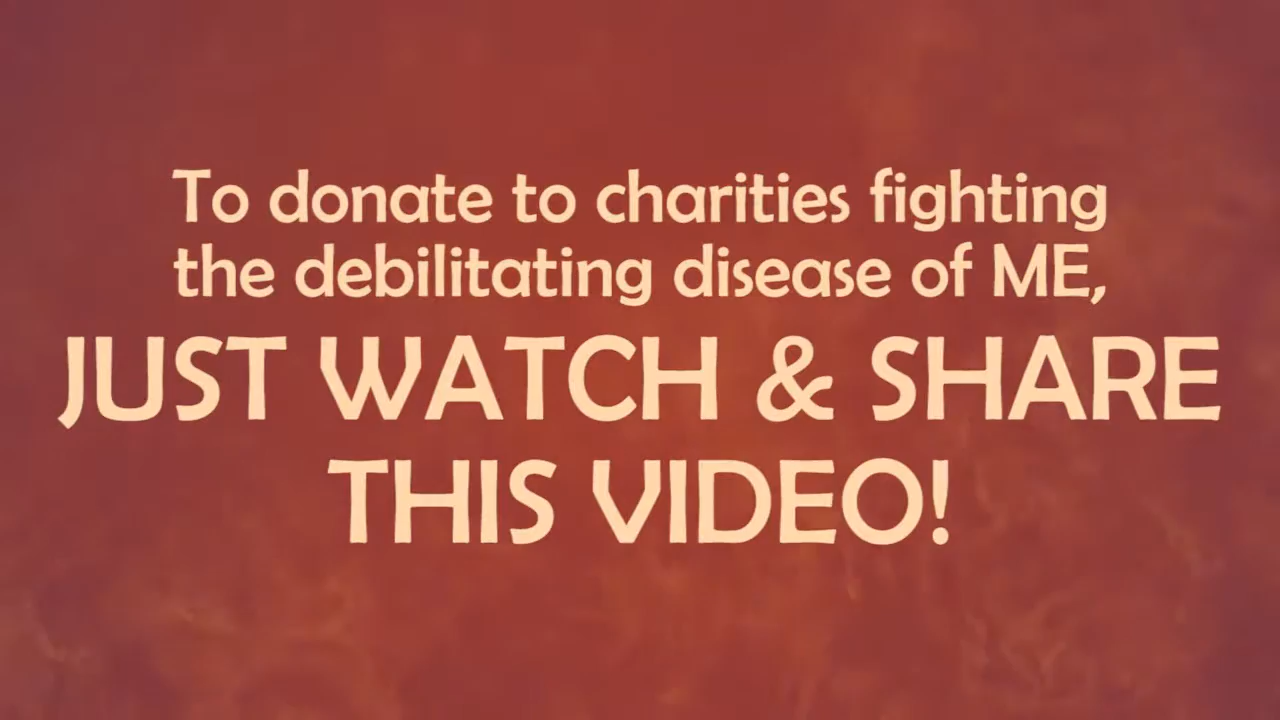 To donate to charities fighting
the debilitating disease of ME,
JUST WATCH & SHARE
THIS VIDEO!